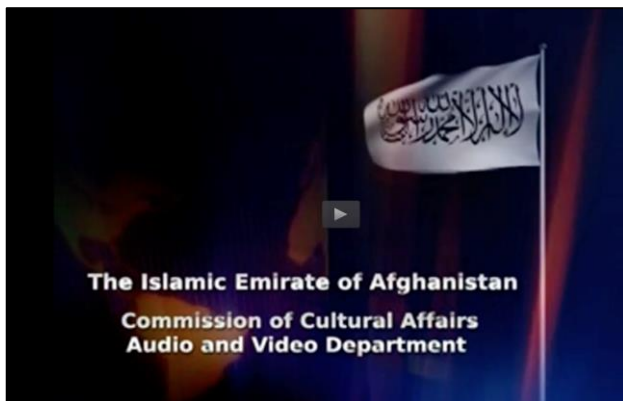 لا إله إلا الله محمد رسول الله
The Islamic Emirate of Afghanistan
Commission of Cultural Affairs
Audio and Video Department